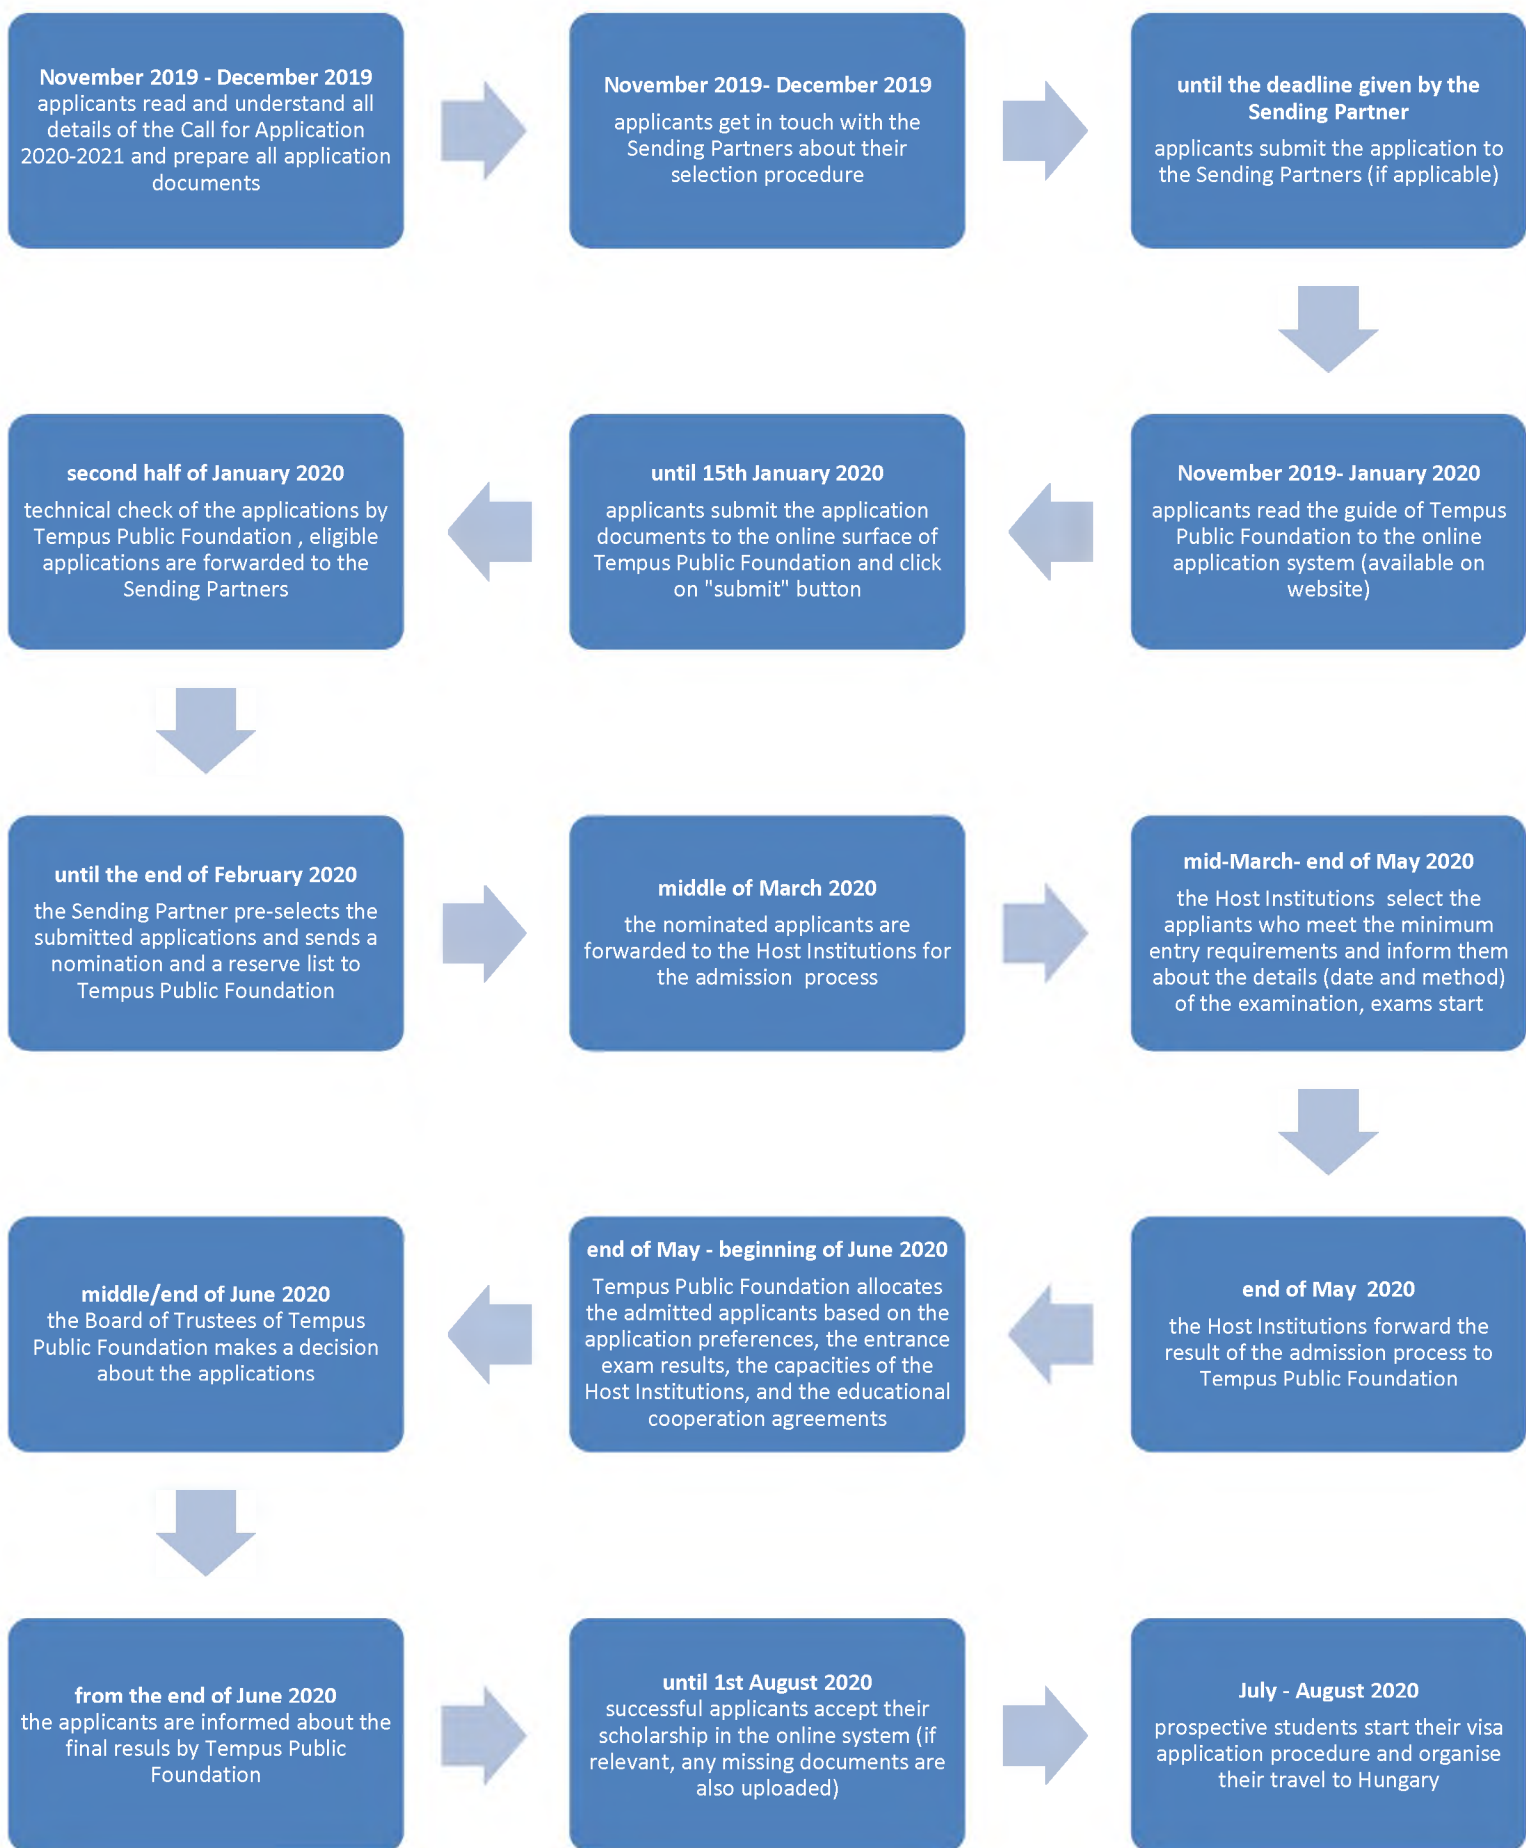 November 2019 - December 2019
applicants read and understand all
details of the Call for Application
2020-2021 and prepare all application
documents
November 2019- December 2019
applicants get in touch with the
Sending Partners about their
selection procedure
until the deadline given by the
Sending Partner
applicants submit the application to
the Sending Partners (if applicable)
November 2019- January 2020
applicants read the guide of Tempus
Public Foundation to the online
application system (available on
website)
until 15th January 2020
applicants submit the application
documents to the online surface of
Tempus Public Foundation and click
on "submit" button
second half of January 2020
technical check of the applications by
Tempus Public Foundation , eligible
applications are forwarded to the
Sending Partners
until the end of February 2020
the Sending Partner pre-selects the
submitted applications and sends a
nomination and a reserve list to
Tempus Public Foundation
middle of March 2020
the nominated applicants are
forwarded to the Host Institutions for
the admission process
mid-March- end of May 2020
the Host Institutions select the
appliants who meet the minimum
entry requirements and inform them
about the details (date and method)
of the examination, exams start
end of May 2020
the Host Institutions forward the
result of the admission process to
Tempus Public Foundation
end of May - beginning of June 2020
Tempus Public Foundation allocates
the admitted applicants based on the
application preferences, the entrance
exam results, the capacities of the
Host Institutions, and the educational
cooperation agreements
middle/end of June 2020
the Board of Trustees of Tempus
Public Foundation makes a decision
about the applications
from the end of June 2020
the applicants are informed about the
final resuls by Tempus Public
Foundation
until 1st August 2020
successful applicants accept their
scholarship in the online system (if
relevant, any missing documents are
also uploaded)
July - August 2020
prospective students start their visa
application procedure and organise
their travel to Hungary